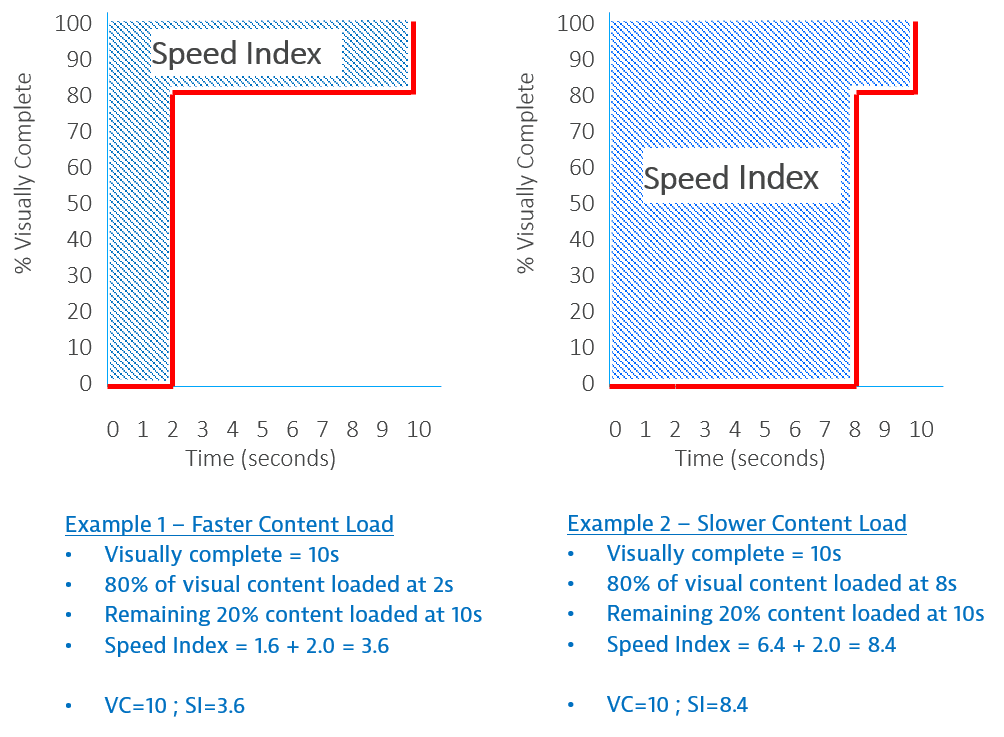 % Visually Complete
100
90
80
70
60
50
40
30
20
10
0
Speed Index
0 1 2 3 4 5 6 7 8 9 10
Time (seconds)
Example 1 – Faster Content Load
• Visually complete = 10s
• 80% of visual content loaded at 2s
• Remaining 20% content loaded at 10s
• Speed Index = 1.6 + 2.0 = 3.6
• VC=10 ; SI=3.6
% Visually Complete
100
90
80
70
60
50
40
30
20
10
0
Speed Index
0 1 2 3 4 5 6 7 8 9 10
Time (seconds)
Example 2 – Slower Content Load
• Visually complete = 10s
• 80% of visual content loaded at 8s
• Remaining 20% content loaded at 10s
• Speed Index = 6.4 + 2.0 = 8.4
• VC=10 ; SI=8.4